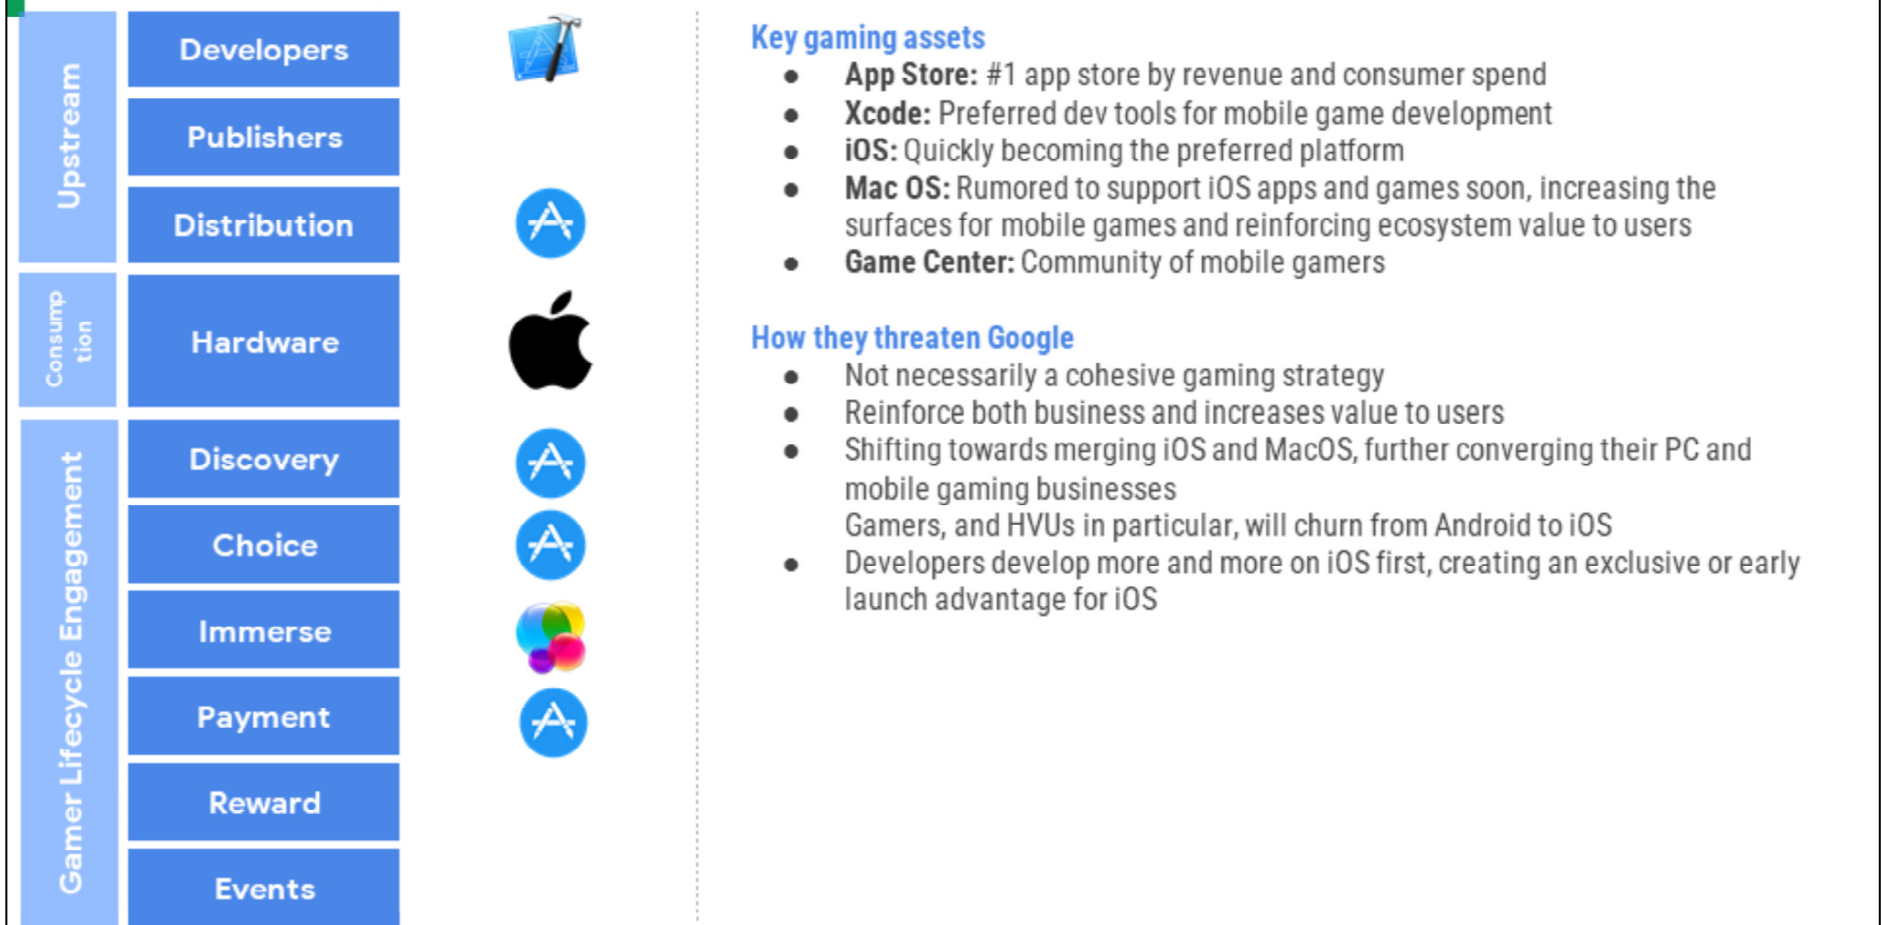 Upstream
Developers
Publishers
Distribution
Consump
tion
Hardware
Gamer Lifecycle Engagement
Discovery
Choice
Immerse
Payment
Reward
Events
Key gaming assets
● App Store: #1 app store by revenue and consumer spend
● Xcode: Preferred dev tools for mobile game development
● iOS: Quickly becoming the preferred platform
● Mac OS: Rumored to support iOS apps and games soon, increasing the
surfaces for mobile games and reinforcing ecosystem value to users
● Game Center: Community of mobile gamers
How they threaten Google
● Not necessarily a cohesive gaming strategy
● Reinforce both business and increases value to users
● Shifting towards merging iOS and MacOS, further converging their PC and
mobile gaming businesses
Gamers, and HVUs in particular, will churn from Android to iOS
● Developers develop more and more on iOS first, creating an exclusive or early
launch advantage for iOS